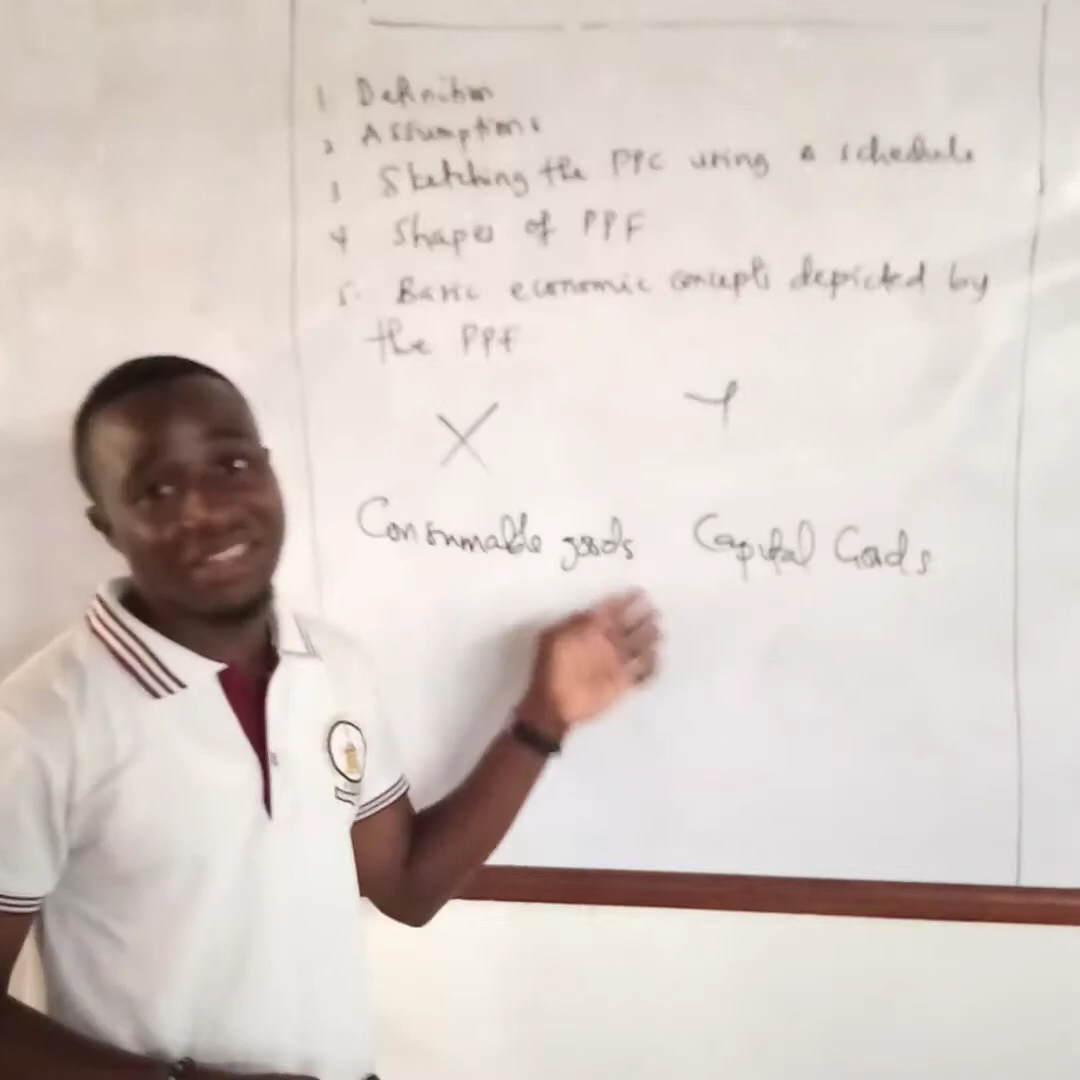 1 Definition
2 Assumptions
3 Sketching the PPC using a schedule
4 Shapes of PPF
5. Basic economic concepts depicted by
the PPF
X Y
Consumable goods Capital Goods